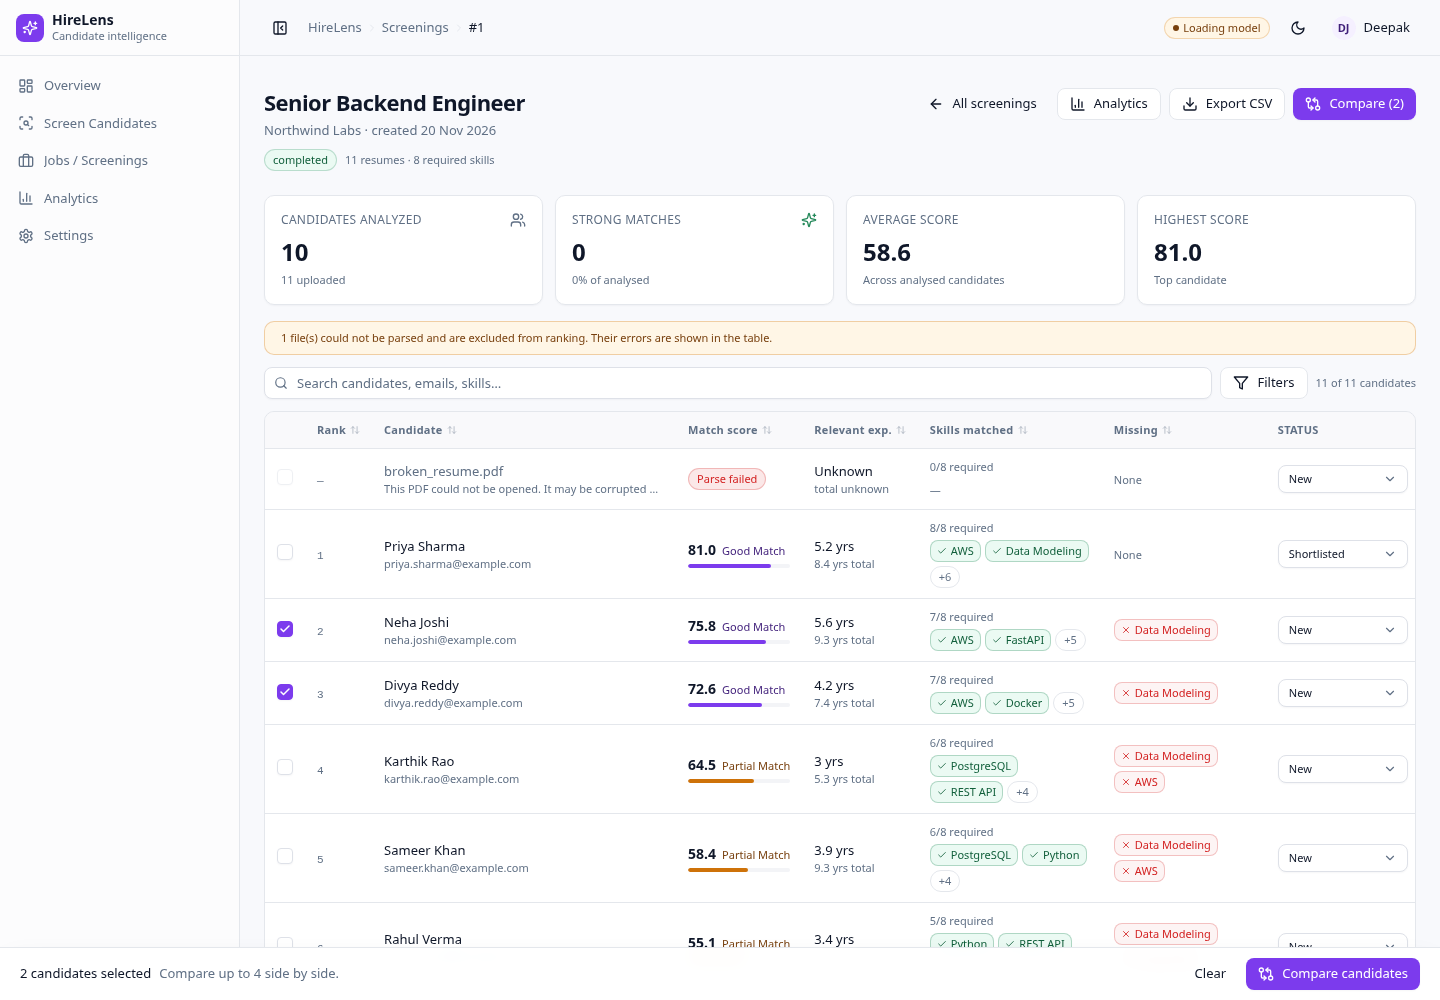 HireLens
Candidate intelligence
Overview
Screen Candidates
Jobs / Screenings
Analytics
Settings
HireLens
Screenings
#1
Loading model
DJ
Deepak
Senior Backend Engineer
Northwind Labs · created 20 Nov 2026
completed
11 resumes · 8 required skills
All screenings
Analytics
Export CSV
Compare (2)
CANDIDATES ANALYZED
10
11 uploaded
STRONG MATCHES
0
0% of analysed
AVERAGE SCORE
58.6
Across analysed candidates
HIGHEST SCORE
81.0
Top candidate
1 file(s) could not be parsed and are excluded from ranking. Their errors are shown in the table.
Search candidates, emails, skills...
Filters
11 of 11 candidates
Rank Candidate Match score Relevant exp. Skills matched Missing STATUS
—
broken_resume.pdf
This PDF could not be opened. It may be corrupted ...
Parse failed
Unknown
total unknown
0/8 required
—
None
New
1
Priya Sharma
priya.sharma@example.com
81.0 Good Match
5.2 yrs
8.4 yrs total
8/8 required
AWS Data Modeling
+6
None
Shortlisted
2
Neha Joshi
neha.joshi@example.com
75.8 Good Match
5.6 yrs
9.3 yrs total
7/8 required
AWS FastAPI +5
Data Modeling
New
3
Divya Reddy
divya.reddy@example.com
72.6 Good Match
4.2 yrs
7.4 yrs total
7/8 required
AWS Docker +5
Data Modeling
New
4
Karthik Rao
karthik.rao@example.com
64.5 Partial Match
3 yrs
5.3 yrs total
6/8 required
PostgreSQL
REST API +4
Data Modeling
AWS
New
5
Sameer Khan
sameer.khan@example.com
58.4 Partial Match
3.9 yrs
9.3 yrs total
6/8 required
PostgreSQL Python
+4
Data Modeling
AWS
New
Rahul Verma
55.1 Partial Match
3.4 yrs
5/8 required
Python REST API
Data Modeling
New
2 candidates selected Compare up to 4 side by side.
Clear
Compare candidates